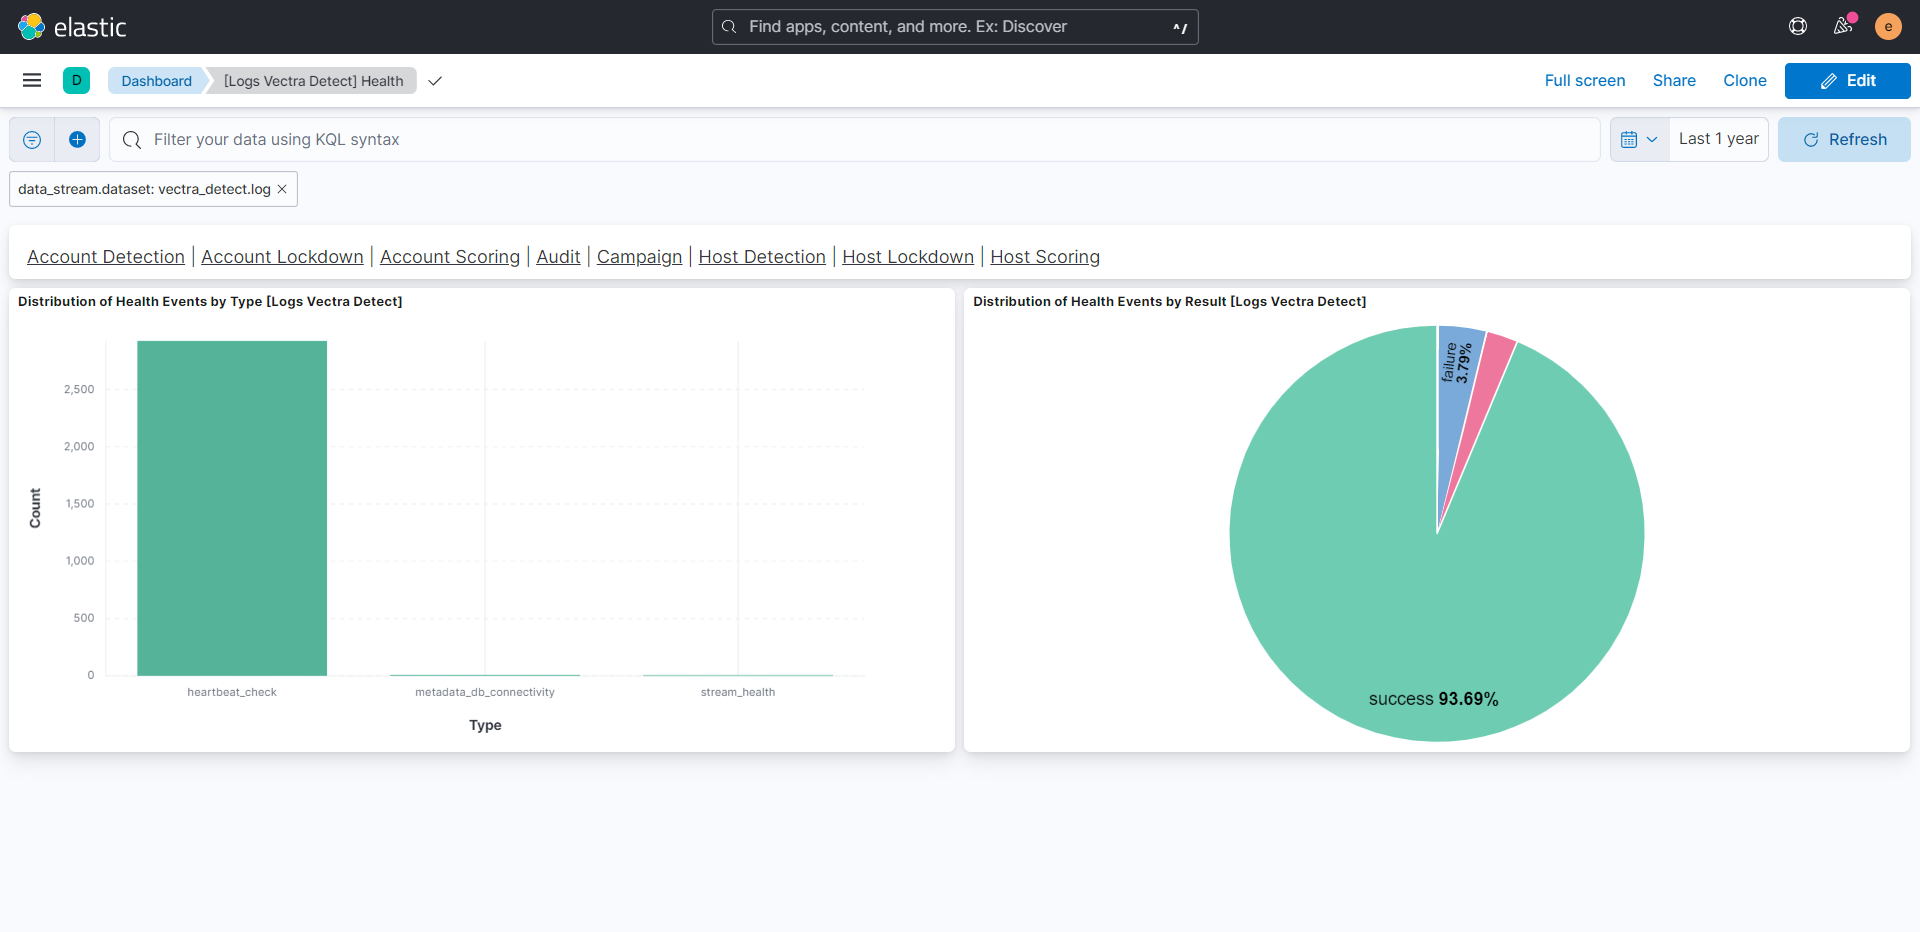 elastic
Find apps, content, and more. Ex: Discover
^/
e
D
Dashboard
[Logs Vectra Detect] Health
Full screen
Share
Clone
Edit
Filter your data using KQL syntax
Last 1 year
Refresh
data_stream.dataset: vectra_detect.log
Account Detection | Account Lockdown | Account Scoring | Audit | Campaign | Host Detection | Host Lockdown | Host Scoring
Distribution of Health Events by Type [Logs Vectra Detect]
2,500
2,000
1,500
1,000
500
0
Count
heartbeat_check
metadata_db_connectivity
stream_health
Type
Distribution of Health Events by Result [Logs Vectra Detect]
failure
3.79%
success 93.69%